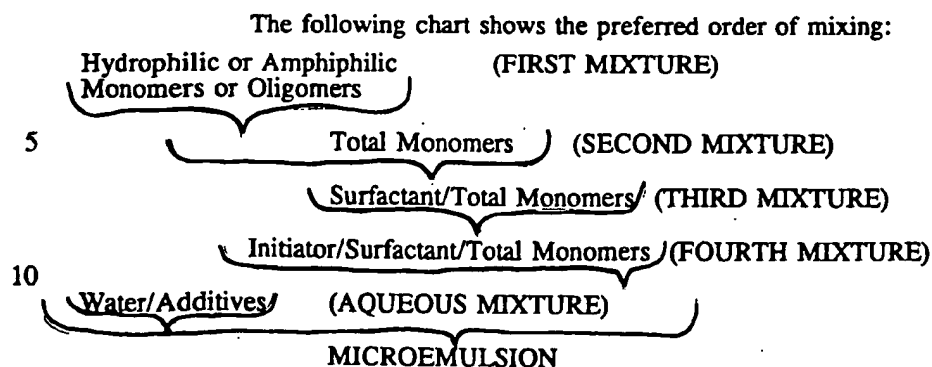 The following chart shows the preferred order of mixing:
Hydrophilic or Amphiphilic (FIRST MIXTURE)
Monomers or Oligomers
5 Total Monomers (SECOND MIXTURE)
Surfactant/Total Monomers (THIRD MIXTURE)
Initiator/Surfactant/Total Monomers (FOURTH MIXTURE)
10
Water/Additives (AQUEOUS MIXTURE)
MICROEMULSION